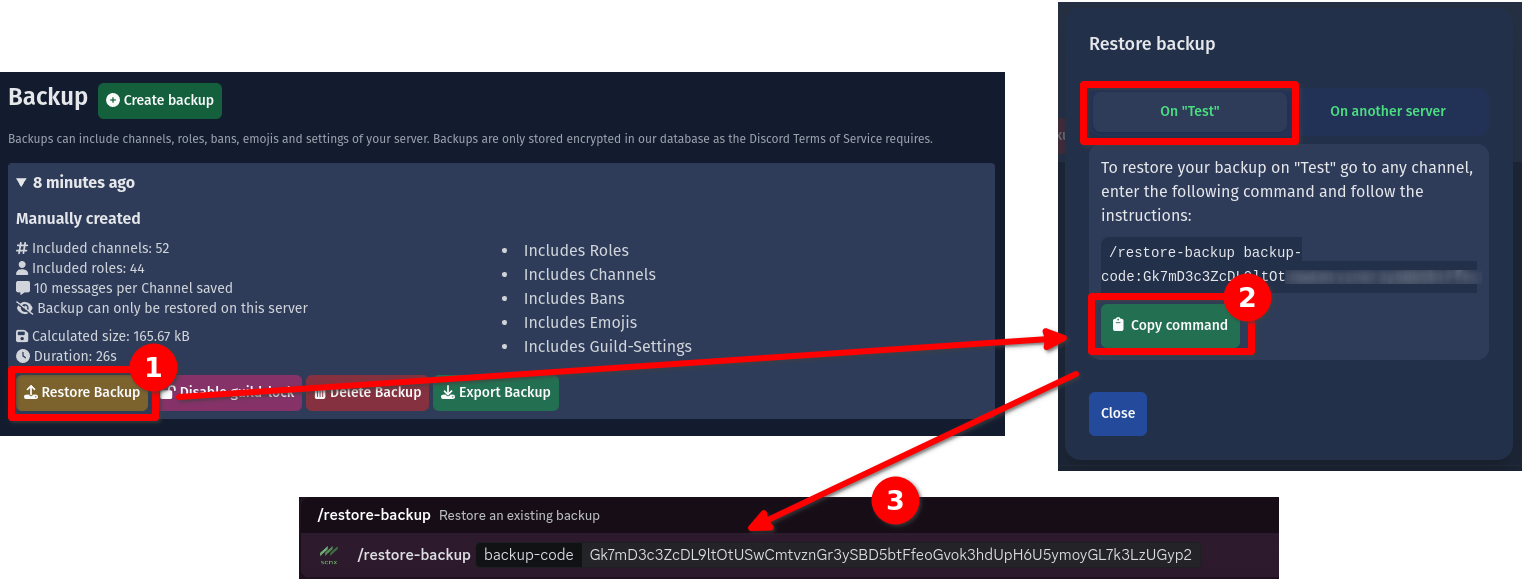 Backup
Create backup
Backups can include channels, roles, bans, emojis and settings of your server. Backups are only stored encrypted in our database as the Discord Terms of Service requires.
▼ 8 minutes ago
Manually created
# Included channels: 52
Included roles: 44
10 messages per Channel saved
Backup can only be restored on this server
Calculated size: 165.67 kB
Duration: 26s
• Includes Roles
• Includes Channels
• Includes Bans
• Includes Emojis
• Includes Guild-Settings
1
Restore Backup
Disable guild-lock
Delete Backup
Export Backup
Restore backup
On "Test"
On another server
To restore your backup on "Test" go to any channel,
enter the following command and follow the
instructions:
/restore-backup backup-
code:Gk7mD3c3ZcDL9ltOt
2
Copy command
Close
3
/restore-backup Restore an existing backup
scnx
/restore-backup backup-code Gk7mD3c3ZcDL9ltOtUSwCmtvznGr3ySBD5btFfeoGvok3hdUpH6U5ymoyGL7k3LzUGyp2